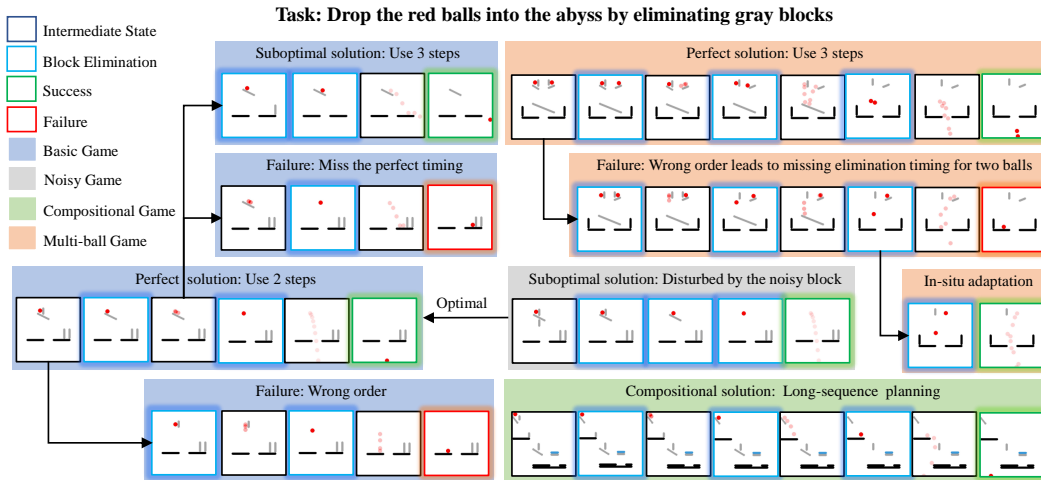 Task: Drop the red balls into the abyss by eliminating gray blocks
Intermediate State
Block Elimination
Success
Failure
Basic Game
Noisy Game
Compositional Game
Multi-ball Game
Suboptimal solution: Use 3 steps
Perfect solution: Use 3 steps
Failure: Miss the perfect timing
Failure: Wrong order leads to missing elimination timing for two balls
Perfect solution: Use 2 steps
Optimal
Suboptimal solution: Disturbed by the noisy block
In-situ adaptation
Failure: Wrong order
Compositional solution: Long-sequence planning